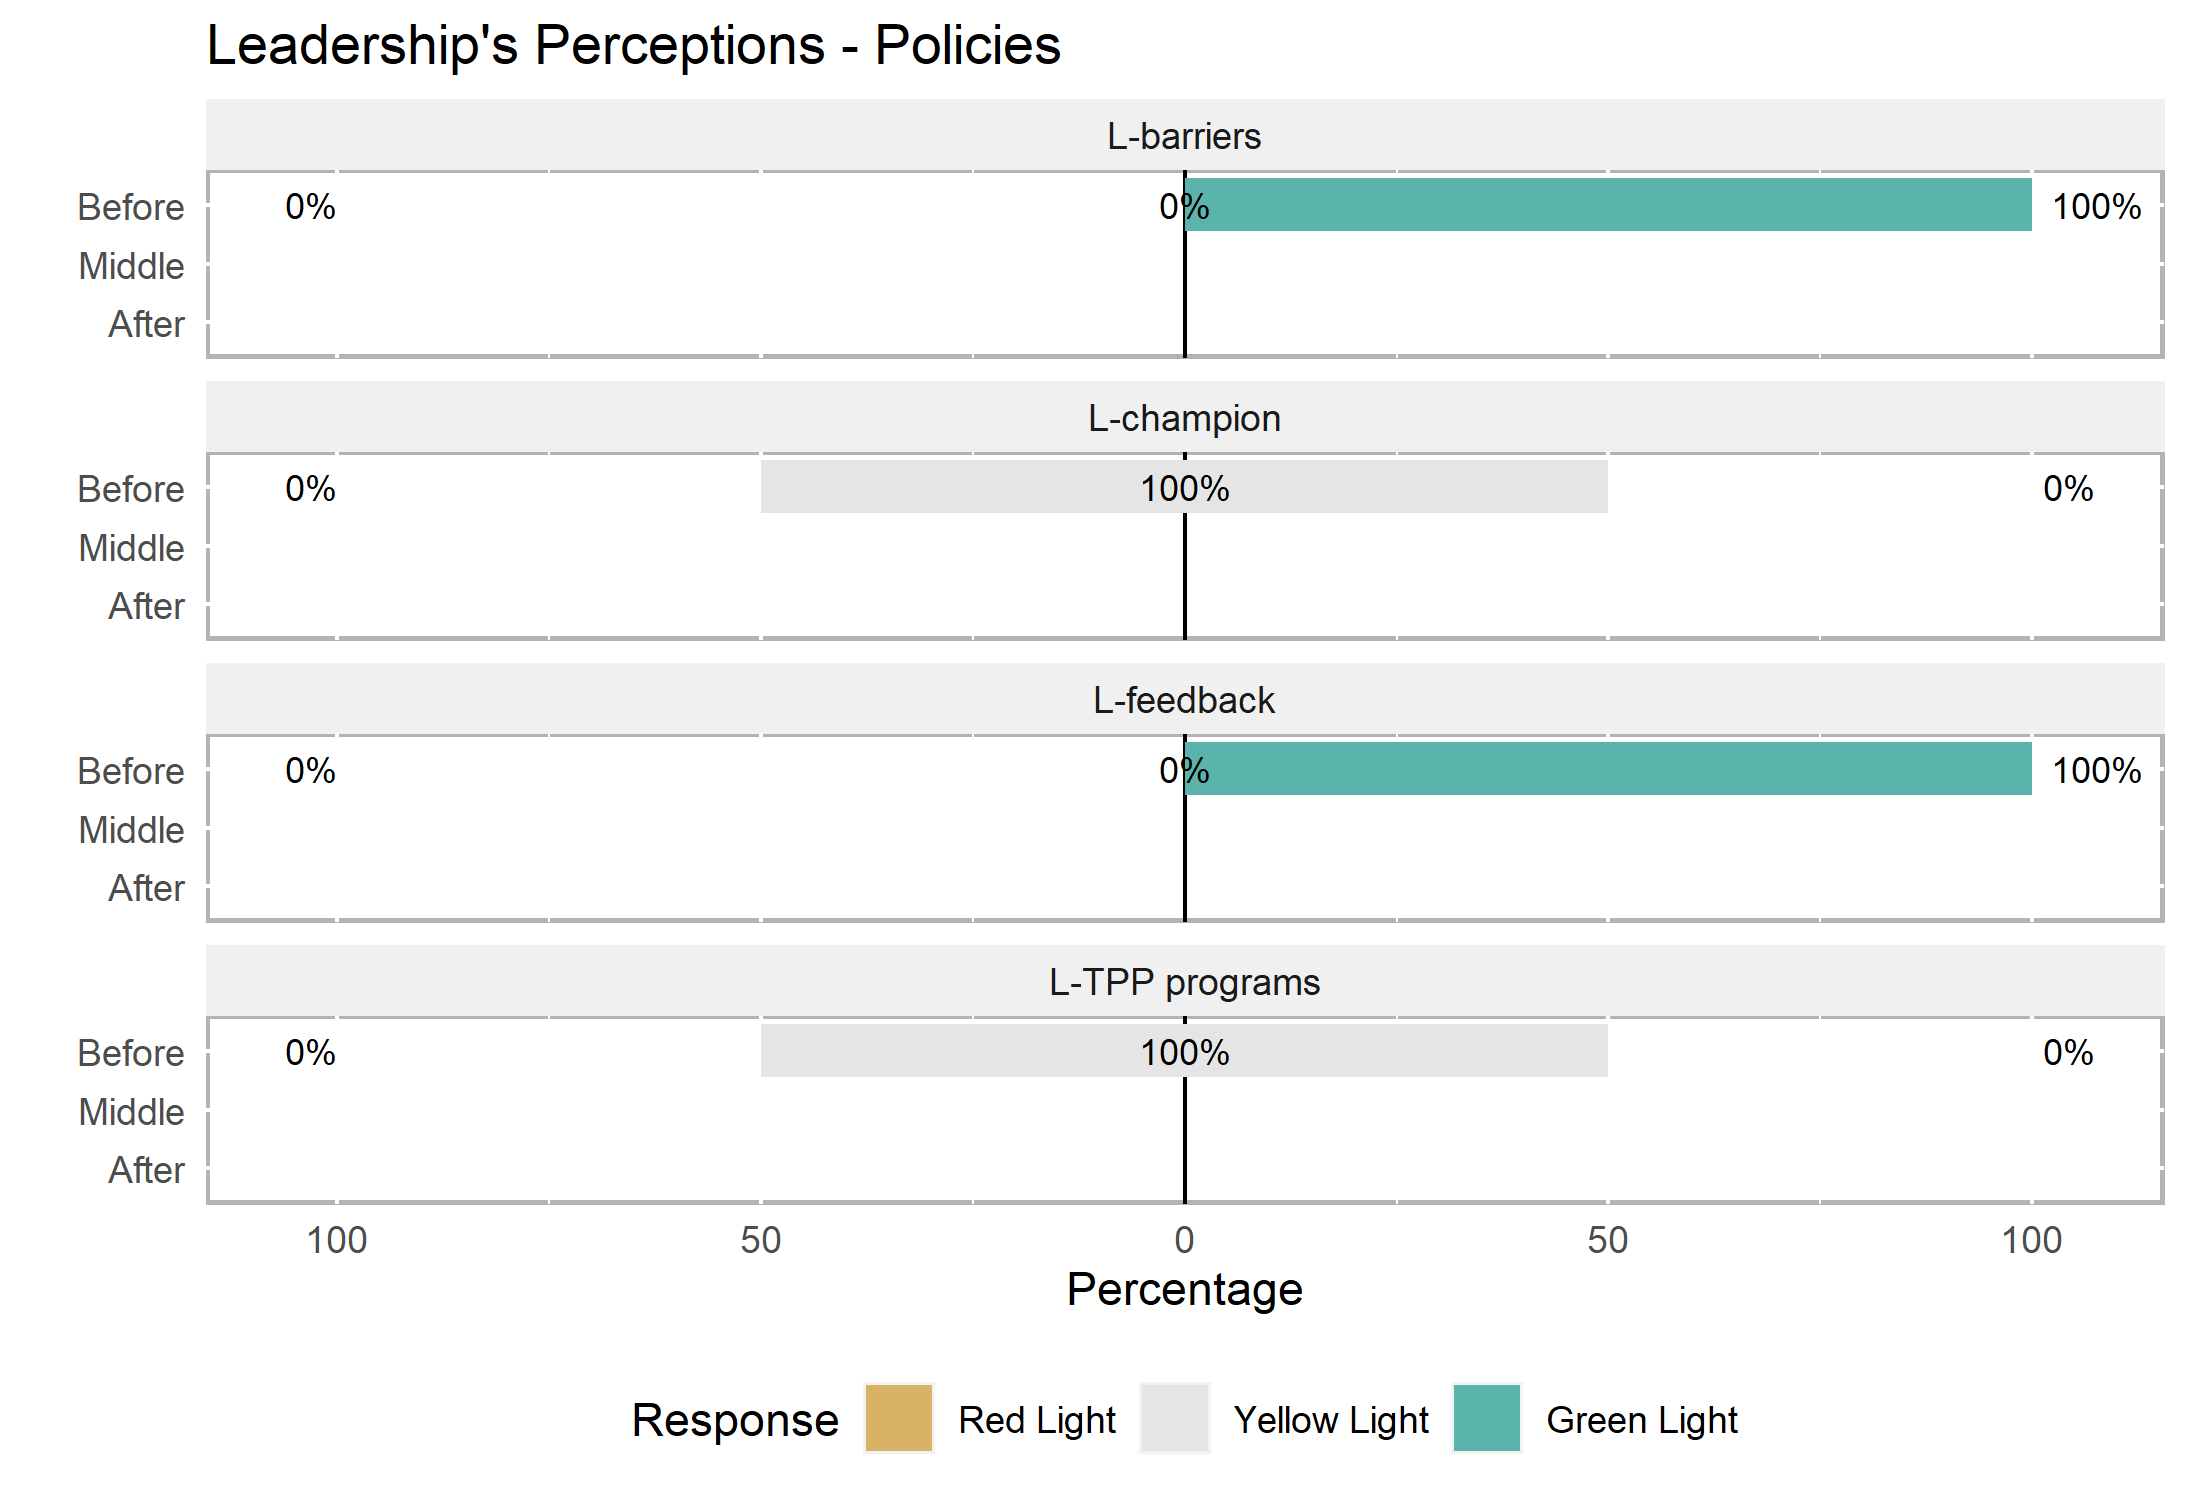 Leadership's Perceptions - Policies
L-barriers
Before 0% 0% 100%
Middle
After
L-champion
Before 0% 100% 0%
Middle
After
L-feedback
Before 0% 0% 100%
Middle
After
L-TPP programs
Before 0% 100% 0%
Middle
After
100 50 0 50 100
Percentage
Response Red Light Yellow Light Green Light